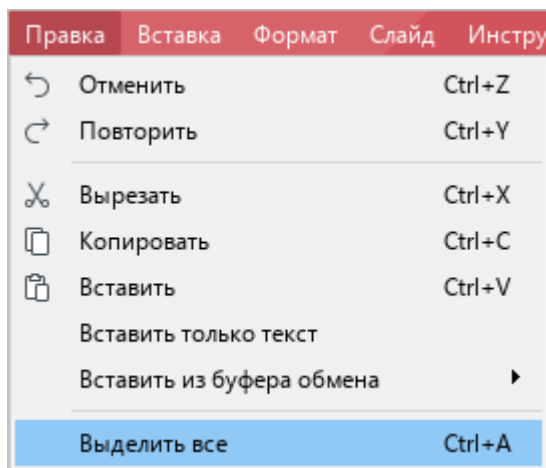 Правка Вставка Формат Слайд Инстру
Отменить Ctrl+Z
Повторить Ctrl+Y
Вырезать Ctrl+X
Копировать Ctrl+C
Вставить Ctrl+V
Вставить только текст
Вставить из буфера обмена
Выделить все Ctrl+A